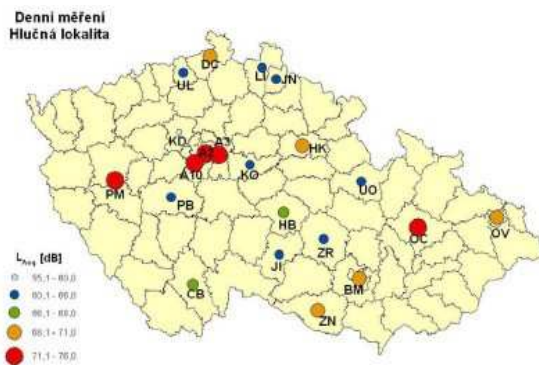 Denní měření
Hlučná lokalita
DC
UL
LI
JN
KD
A3
A2
A10
HK
KO
PM
PB
UO
HB
OC
OV
ZR
JI
BM
CB
ZN
L Aeq [dB]
60,1 - 66,0
66,1 - 68,0
68,1 - 71,0
71,1 - 76,0